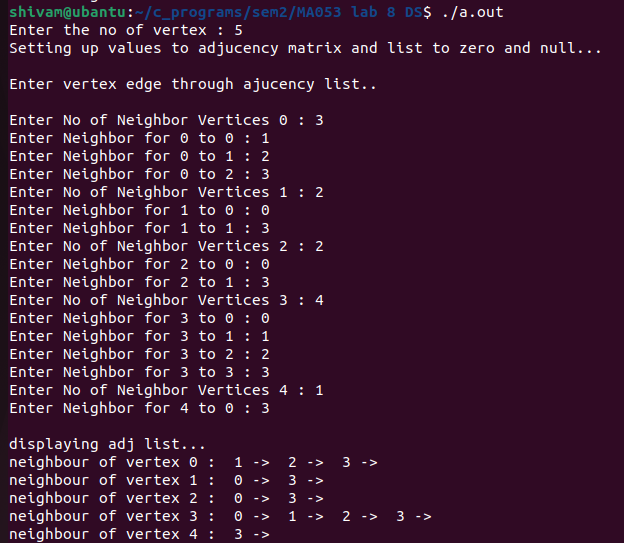 shivam@ubantu:~/c_programs/sem2/MA053 lab 8 DS$ ./a.out
Enter the no of vertex : 5
Setting up values to adjucency matrix and list to zero and null...
Enter vertex edge through ajucency list..
Enter No of Neighbor Vertices 0 : 3
Enter Neighbor for 0 to 0 : 1
Enter Neighbor for 0 to 1 : 2
Enter Neighbor for 0 to 2 : 3
Enter No of Neighbor Vertices 1 : 2
Enter Neighbor for 1 to 0 : 0
Enter Neighbor for 1 to 1 : 3
Enter No of Neighbor Vertices 2 : 2
Enter Neighbor for 2 to 0 : 0
Enter Neighbor for 2 to 1 : 3
Enter No of Neighbor Vertices 3 : 4
Enter Neighbor for 3 to 0 : 0
Enter Neighbor for 3 to 1 : 1
Enter Neighbor for 3 to 2 : 2
Enter Neighbor for 3 to 3 : 3
Enter No of Neighbor Vertices 4 : 1
Enter Neighbor for 4 to 0 : 3
displaying adj list...
neighbour of vertex 0 :  1 ->  2 ->  3 ->
neighbour of vertex 1 :  0 ->  3 ->
neighbour of vertex 2 :  0 ->  3 ->
neighbour of vertex 3 :  0 ->  1 ->  2 ->  3 ->
neighbour of vertex 4 :  3 ->